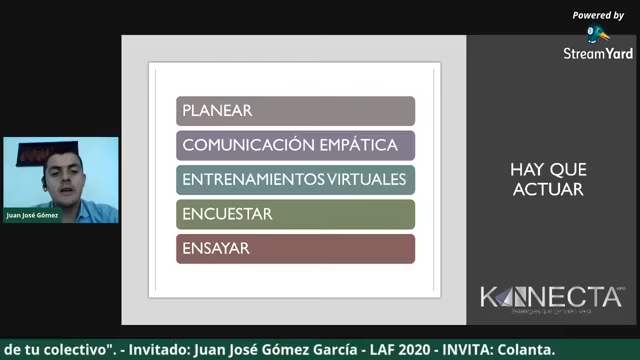 Powered by
StreamYard
PLANEAR
COMUNICACIÓN EMPÁTICA
ENTRENAMIENTOS VIRTUALES
ENCUESTAR
ENSAYAR
HAY QUE
ACTUAR
Juan José Gómez
KONNECTA
de tu colectivo". - Invitado: Juan José Gómez García - LAF 2020 - INVITA: Colanta.